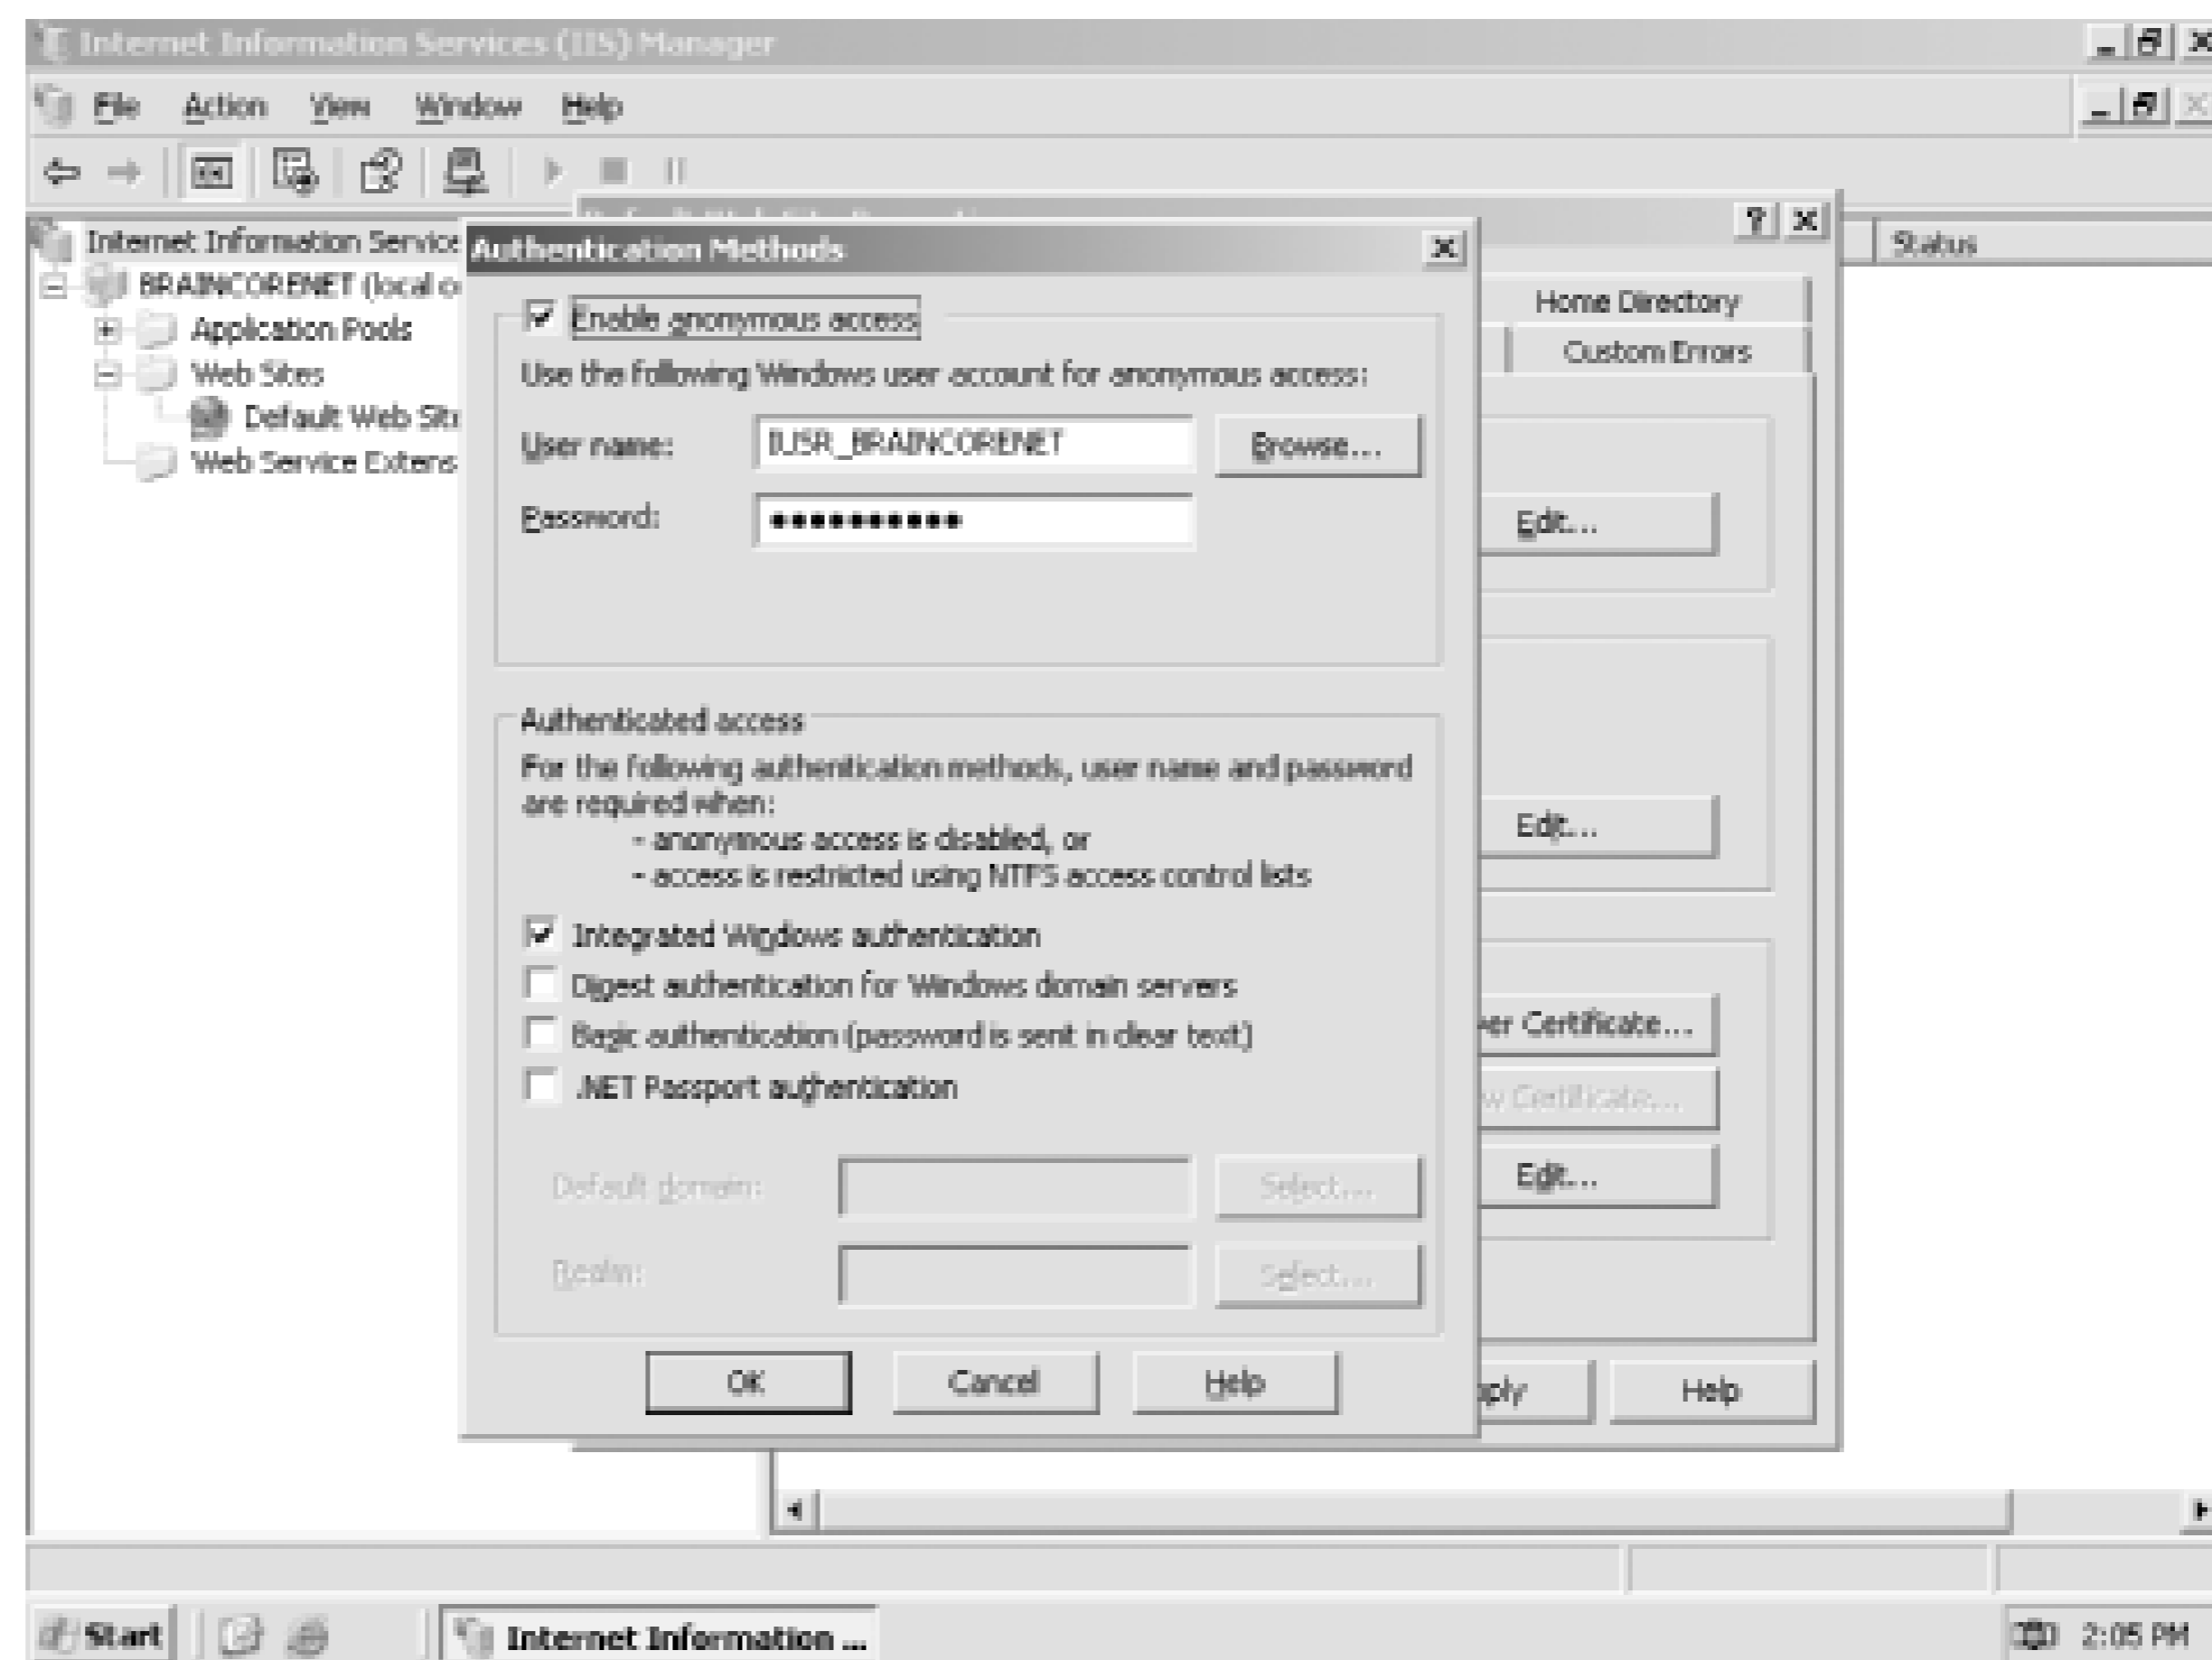 Internet Information Services (IIS) Manager
File Action View Window Help
Internet Information Service
BRAINCORENET (local
Application Pools
Web Sites
Default Web Sit
Web Service Extens
Status
Home Directory
Custom Errors
Edit...
Edit...
er Certificate...
w Certificate...
Edit...
ply Help
Authentication Methods
Enable anonymous access
Use the following Windows user account for anonymous access:
User name: IUSR_BRAINCORENET Browse...
Password: ••••••••••
Authenticated access
For the following authentication methods, user name and password
are required when:
- anonymous access is disabled, or
- access is restricted using NTFS access control lists
Integrated Windows authentication
Digest authentication for Windows domain servers
Basic authentication (password is sent in clear text)
.NET Passport authentication
Default domain: Select...
Realm: Select...
OK Cancel Help
Start Internet Information ... 2:05 PM